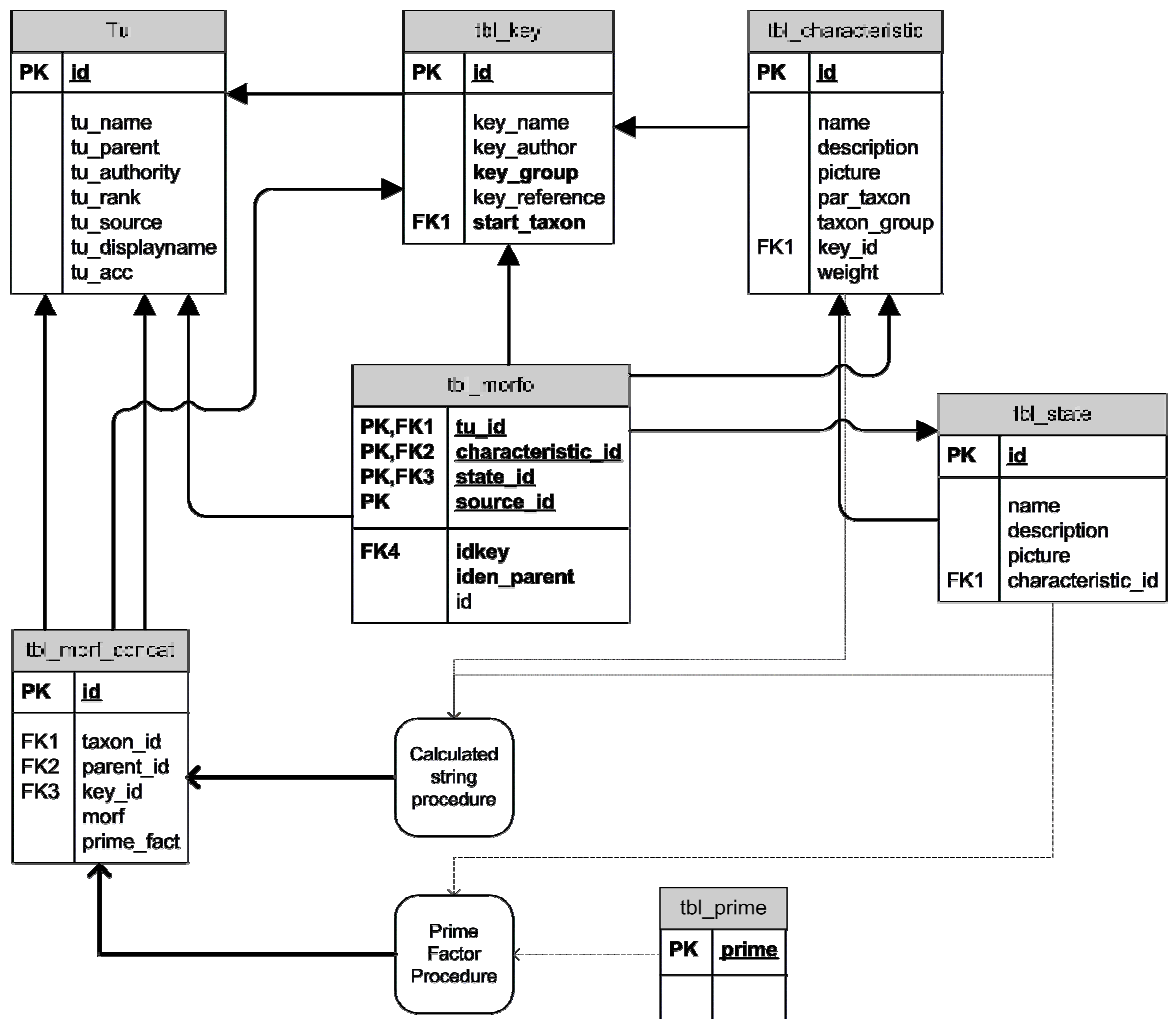 Tu
PK id
tu_name
tu_parent
tu_authority
tu_rank
tu_source
tu_displayname
tu_acc
tbl_key
PK id
key_name
key_author
key_group
key_reference
FK1 start_taxon
tbl_characteristic
PK id
name
description
picture
par_taxon
taxon_group
FK1 key_id
weight
tbl_morfo
PK,FK1 tu_id
PK,FK2 characteristic_id
PK,FK3 state_id
PK source_id
FK4 idkey
iden_parent
id
tbl_state
PK id
name
description
picture
FK1 characteristic_id
tbl_morf_concat
PK id
FK1 taxon_id
FK2 parent_id
FK3 key_id
morf
prime_fact
Calculated
string
procedure
Prime
Factor
Procedure
tbl_prime
PK prime